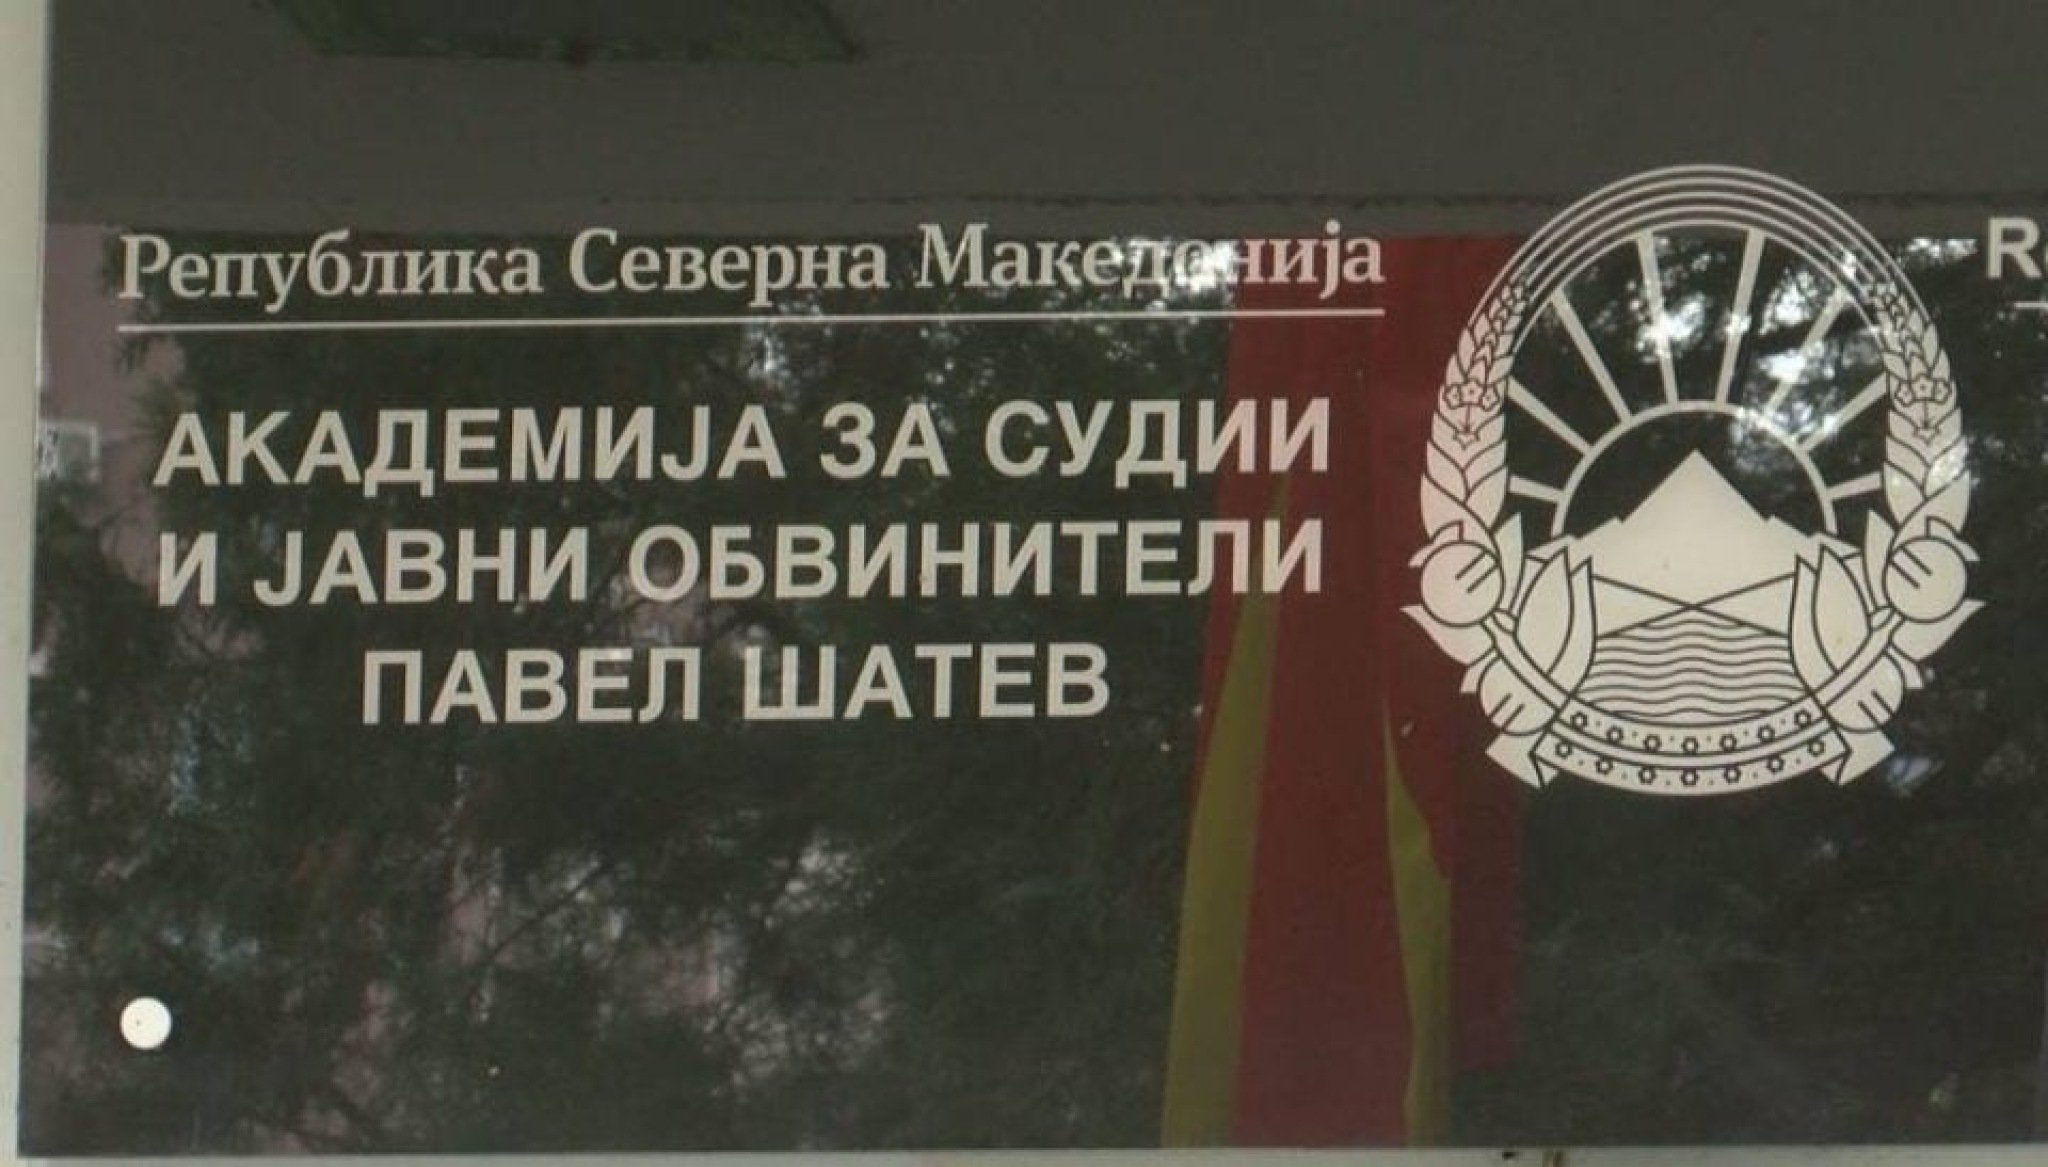 Република Северна Македонија
АКАДЕМИЈА ЗА СУДИИ
И ЈАВНИ ОБВИНИТЕЛИ
ПАВЕЛ ШАТЕВ